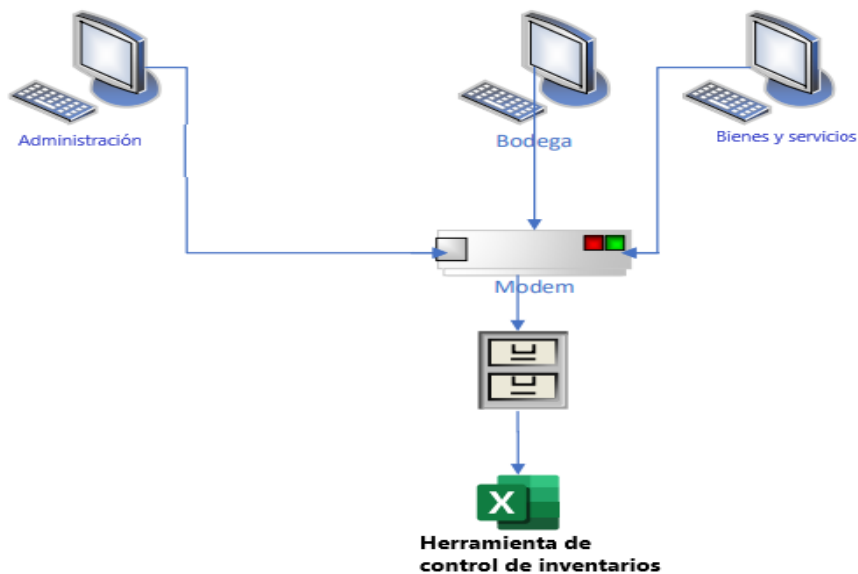 Administración
Bodega
Bienes y servicios
Modem
X
Herramienta de
control de inventarios